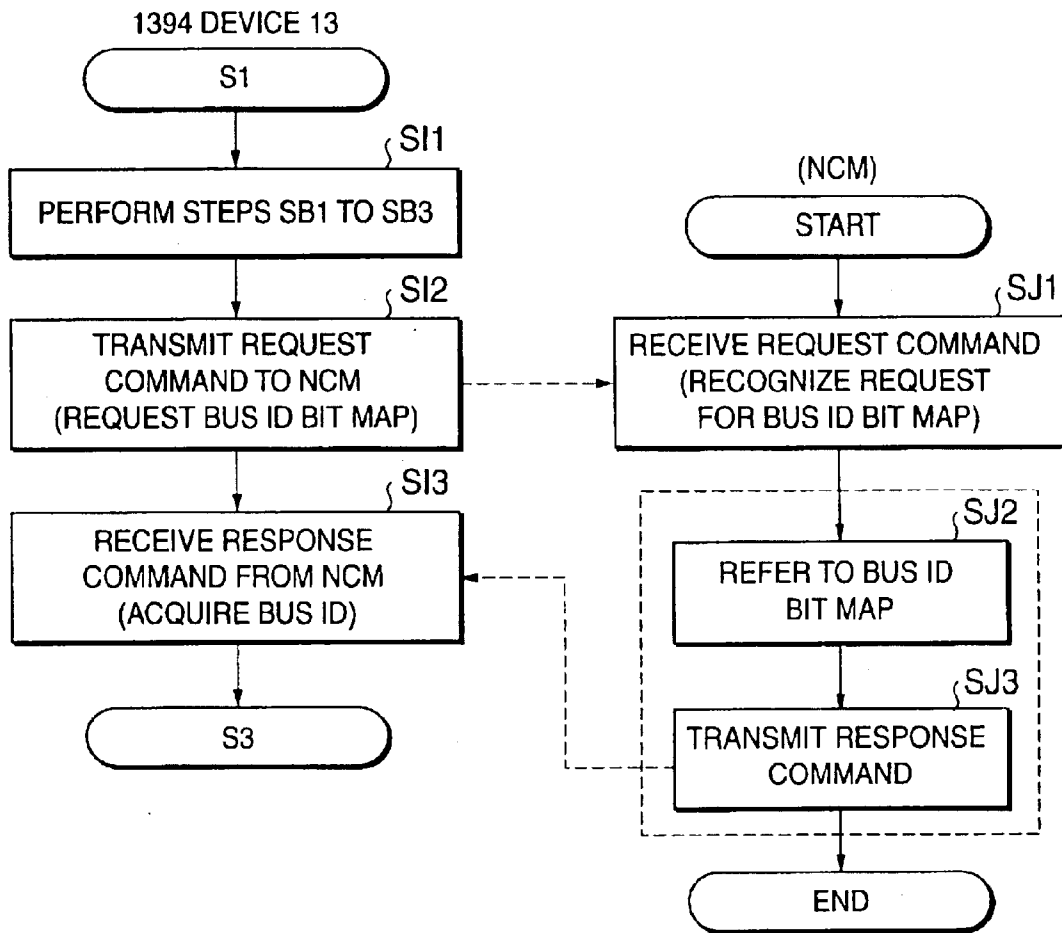 1394 DEVICE 13
S1
SI1
PERFORM STEPS SB1 TO SB3
SI2
TRANSMIT REQUEST
COMMAND TO NCM
(REQUEST BUS ID BIT MAP)
SI3
RECEIVE RESPONSE
COMMAND FROM NCM
(ACQUIRE BUS ID)
S3
(NCM)
START
SJ1
RECEIVE REQUEST COMMAND
(RECOGNIZE REQUEST
FOR BUS ID BIT MAP)
SJ2
REFER TO BUS ID
BIT MAP
SJ3
TRANSMIT RESPONSE
COMMAND
END